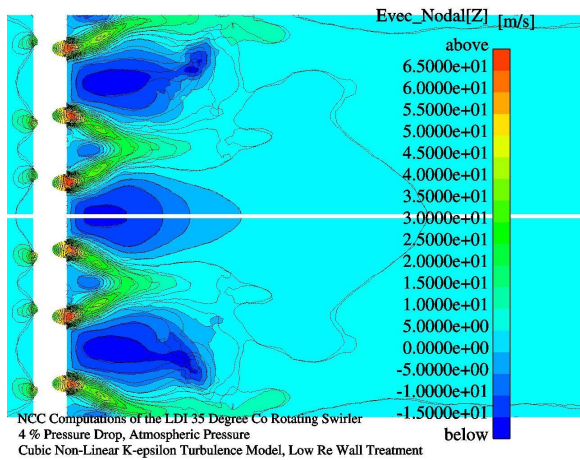 Evec_Nodal[Z] [m/s]
above
6.5000e+01
6.0000e+01
5.5000e+01
5.0000e+01
4.5000e+01
4.0000e+01
3.5000e+01
3.0000e+01
2.5000e+01
2.0000e+01
1.5000e+01
1.0000e+01
5.0000e+00
0.0000e+00
-5.0000e+00
-1.0000e+01
-1.5000e+01
below
NCC Computations of the LDI 35 Degree Co Rotating Swirler
4 % Pressure Drop, Atmospheric Pressure
Cubic Non-Linear K-epsilon Turbulence Model, Low Re Wall Treatment